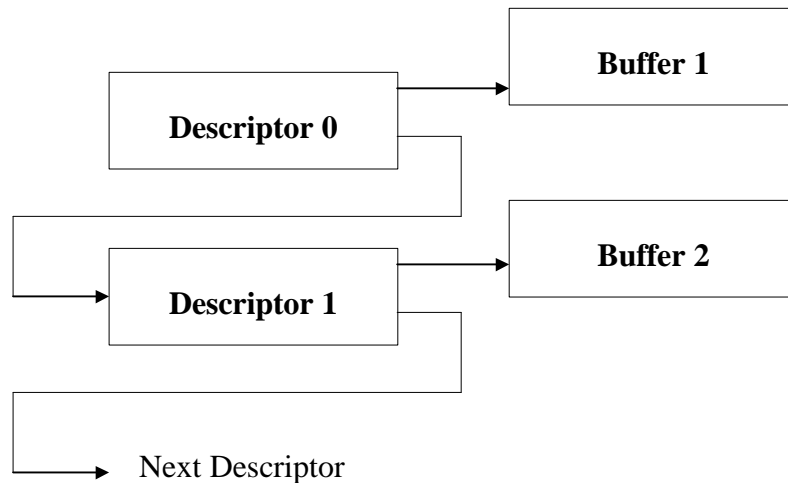 Buffer 1
Descriptor 0
Buffer 2
Descriptor 1
Next Descriptor